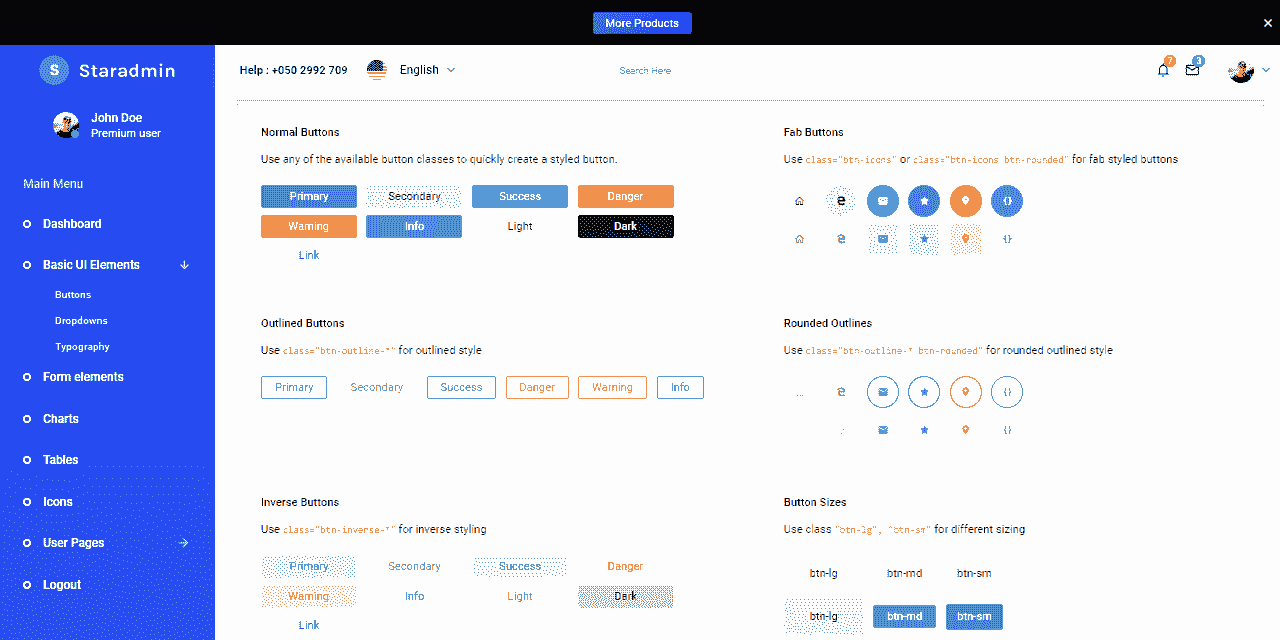 More Products
S Staradmin
Help : +050 2992 709 English Search Here 7 3
John Doe
Premium user
Main Menu
Dashboard
Basic UI Elements
Buttons
Dropdowns
Typography
Form elements
Charts
Tables
Icons
User Pages
Logout
Normal Buttons
Use any of the available button classes to quickly create a styled button.
Primary Secondary Success Danger
Warning Info Light Dark
Link
Fab Buttons
Use class="btn-icons" or class="btn-icons btn-rounded" for fab styled buttons
Outlined Buttons
Use class="btn-outline-*" for outlined style
Primary Secondary Success Danger Warning Info
Rounded Outlines
Use class="btn-outline-* btn-rounded" for rounded outlined style
Inverse Buttons
Use class="btn-inverse-*" for inverse styling
Primary Secondary Success Danger
Warning Info Light Dark
Link
Button Sizes
Use class "btn-lg", "btn-sm" for different sizing
btn-lg btn-md btn-sm
btn-lg btn-md btn-sm